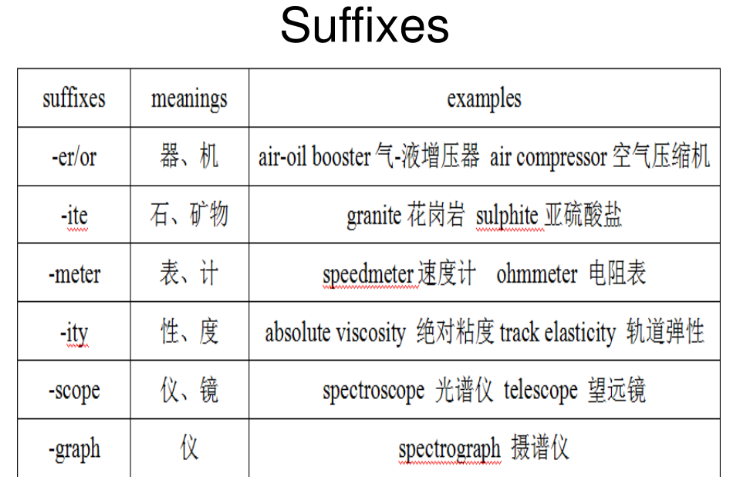 Suffixes
suffixes meanings examples
-er/or 器、机 air-oil booster 气-液增压器 air compressor 空气压缩机
-ite 石、矿物 granite 花岗岩 sulphite 亚硫酸盐
-meter 表、计 speedmeter 速度计 ohmmeter 电阻表
-ity 性、度 absolute viscosity 绝对粘度 track elasticity 轨道弹性
-scope 仪、镜 spectroscope 光谱仪 telescope 望远镜
-graph 仪 spectrograph 摄谱仪